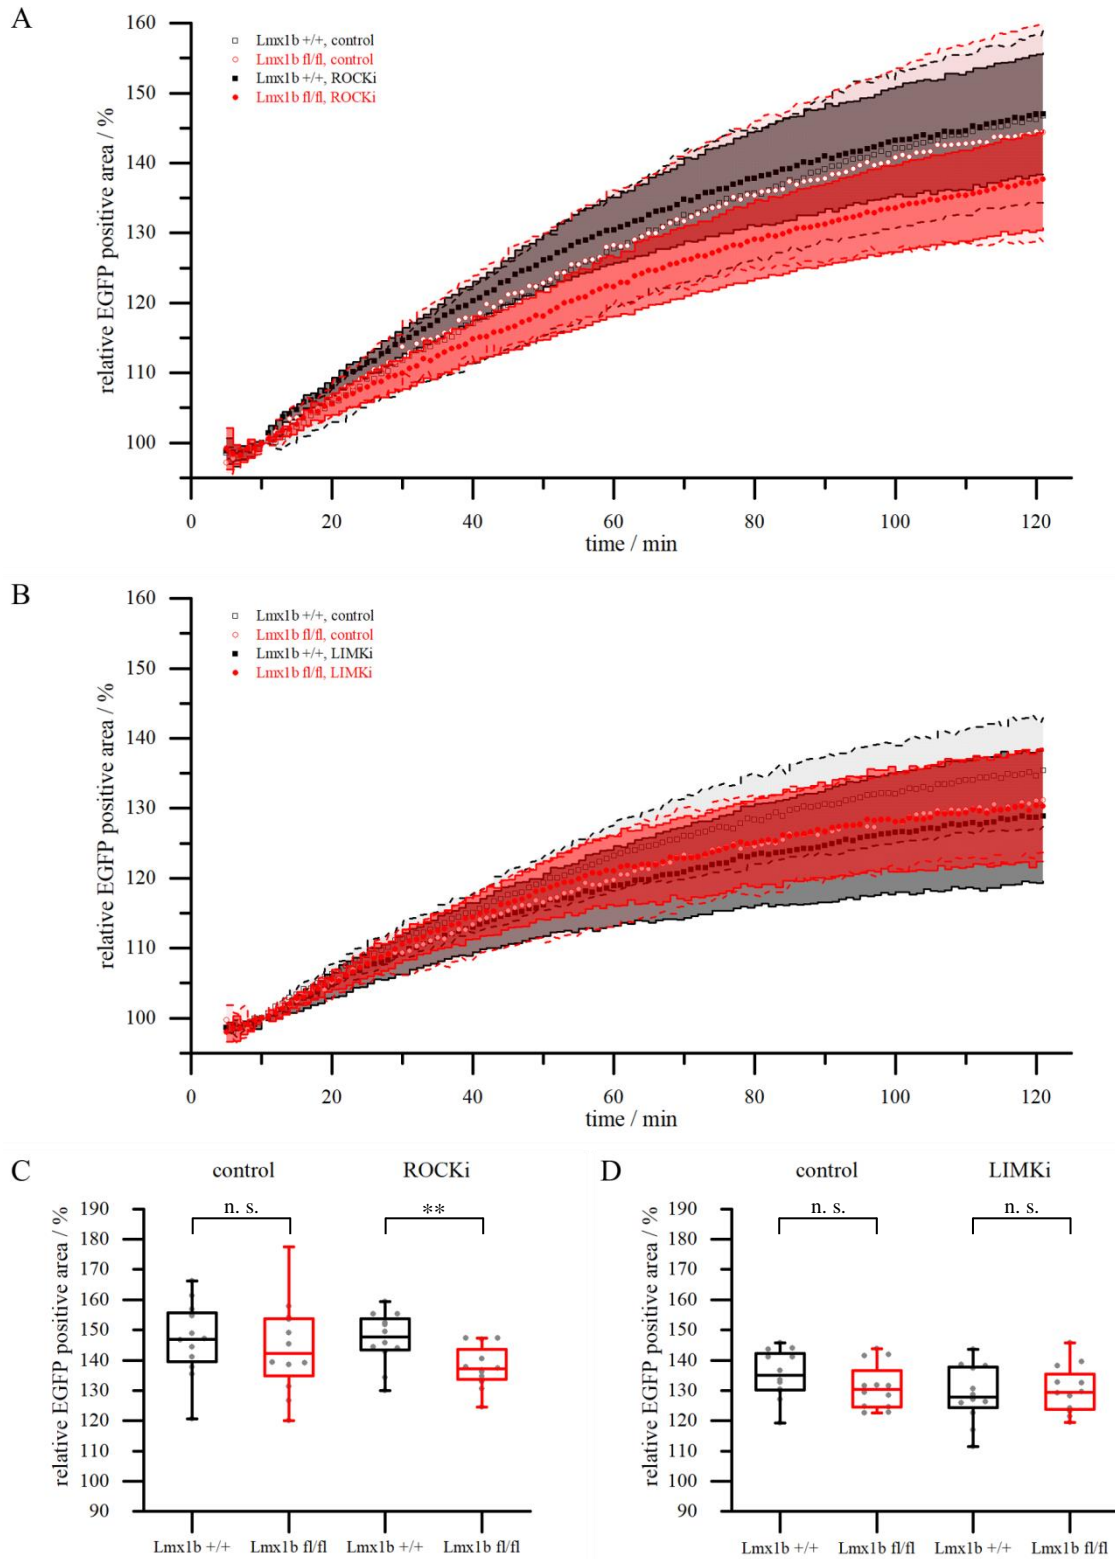 A
160
150
140
130
120
110
100
relative EGFP positive area / %
Lmx1b +/+, control
Lmx1b fl/fl, control
Lmx1b +/+, ROCKi
Lmx1b fl/fl, ROCKi
0 20 40 60 80 100 120
time / min
B
160
150
140
130
120
110
100
relative EGFP positive area / %
Lmx1b +/+, control
Lmx1b fl/fl, control
Lmx1b +/+, LIMKi
Lmx1b fl/fl, LIMKi
0 20 40 60 80 100 120
time / min
C
control ROCKi
190
180
170
160
150
140
130
120
110
100
90
relative EGFP positive area / %
n. s. **
Lmx1b +/+ Lmx1b fl/fl Lmx1b +/+ Lmx1b fl/fl
D
control LIMKi
190
180
170
160
150
140
130
120
110
100
90
relative EGFP positive area / %
n. s. n. s.
Lmx1b +/+ Lmx1b fl/fl Lmx1b +/+ Lmx1b fl/fl